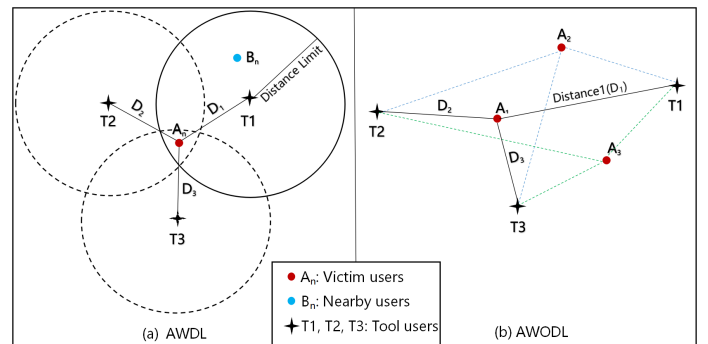 Bₙ
Distance Limit
D₂
D₁
T2
T1
Aₙ
D₃
T3
(a) AWDL
A₂
Distance1(D₁)
T1
D₂
A₁
T2
A₃
D₃
T3
(b) AWODL
Aₙ: Victim users
Bₙ: Nearby users
T1, T2, T3: Tool users